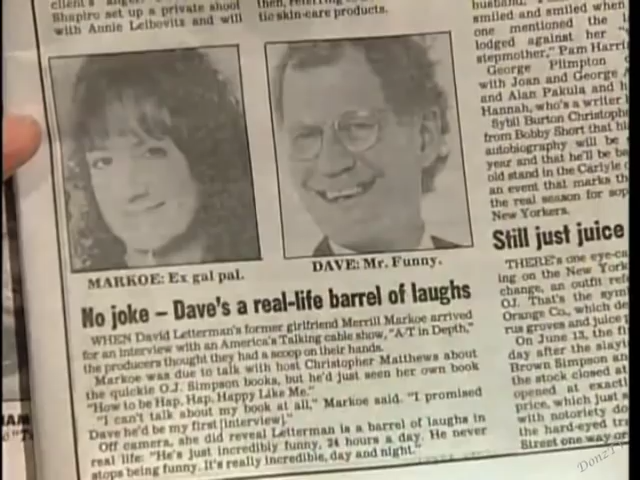 client's
Shapiro set up a private shoot
with Annie Leibovitz and will
tic skin-care products.
MARKOE: Ex gal pal.
DAVE: Mr. Funny.
No joke – Dave's a real-life barrel of laughs
WHEN David Letterman's former girlfriend Merrill Markoe arrived
for an interview with an America's Talking cable show, "A/T in Depth,"
the producers thought they had a scoop on their hands.
Markoe was due to talk with host Christopher Matthews about
the quickie O.J. Simpson books, but he'd just seen her own book
"How to be Hap, Hap, Happy Like Me."
"I can't talk about my book at all," Markoe said. "I promised
Dave he'd be my first [interview]."
Off camera, she did reveal Letterman is a barrel of laughs in
real life: "He's just incredibly funny, 24 hours a day. He never
stops being funny. It's really incredible, day and night."
husband,
smiled and smiled when
one mentioned the
lodged against her
stepmother," Pam Harri
George Plimpton
with Joan and George
and Alan Pakula and h
Hannah, who's a writer
Sybil Burton Christoph
from Bobby Short that hi
autobiography will be
year and that he'll be ba
old stand in the Carlyle
an event that marks th
the real season for sop
New Yorkers.
Still just juice
THERE's one eye-ca
ing on the New York
change, an outfit refe
OJ. That's the sym
Orange Co., which de
rus groves and juice p
On June 13, the fi
day after the slayi
Brown Simpson an
the stock closed at
opened at exactl
price, which just a
with notoriety do
the hard-eyed tra
Street one way or